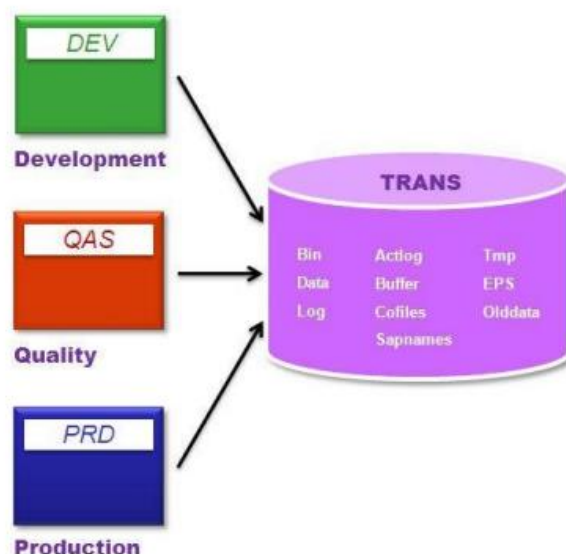 DEV
Development
QAS
Quality
PRD
Production
TRANS
Bin Actlog Tmp
Data Buffer EPS
Log Cofiles Olddata
Sapnames